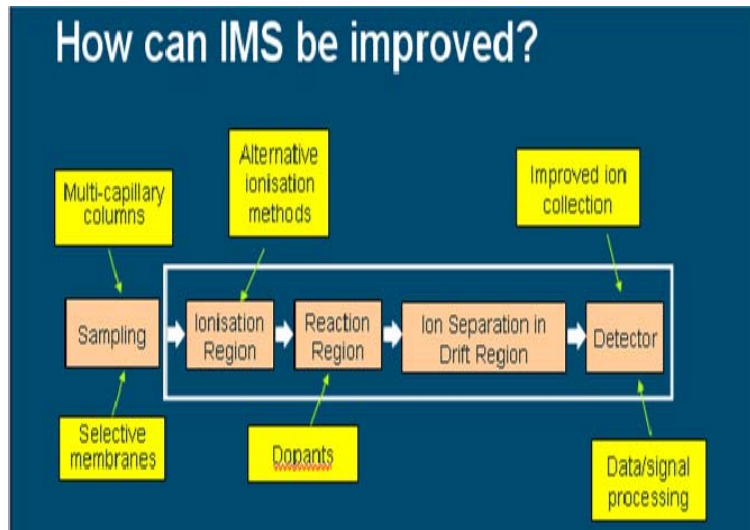 How can IMS be improved?
Alternative
ionisation
methods
Improved ion
collection
Multi-capillary
columns
Sampling
Ionisation
Region
Reaction
Region
Ion Separation in
Drift Region
Detector
Selective
membranes
Dopants
Data/signal
processing